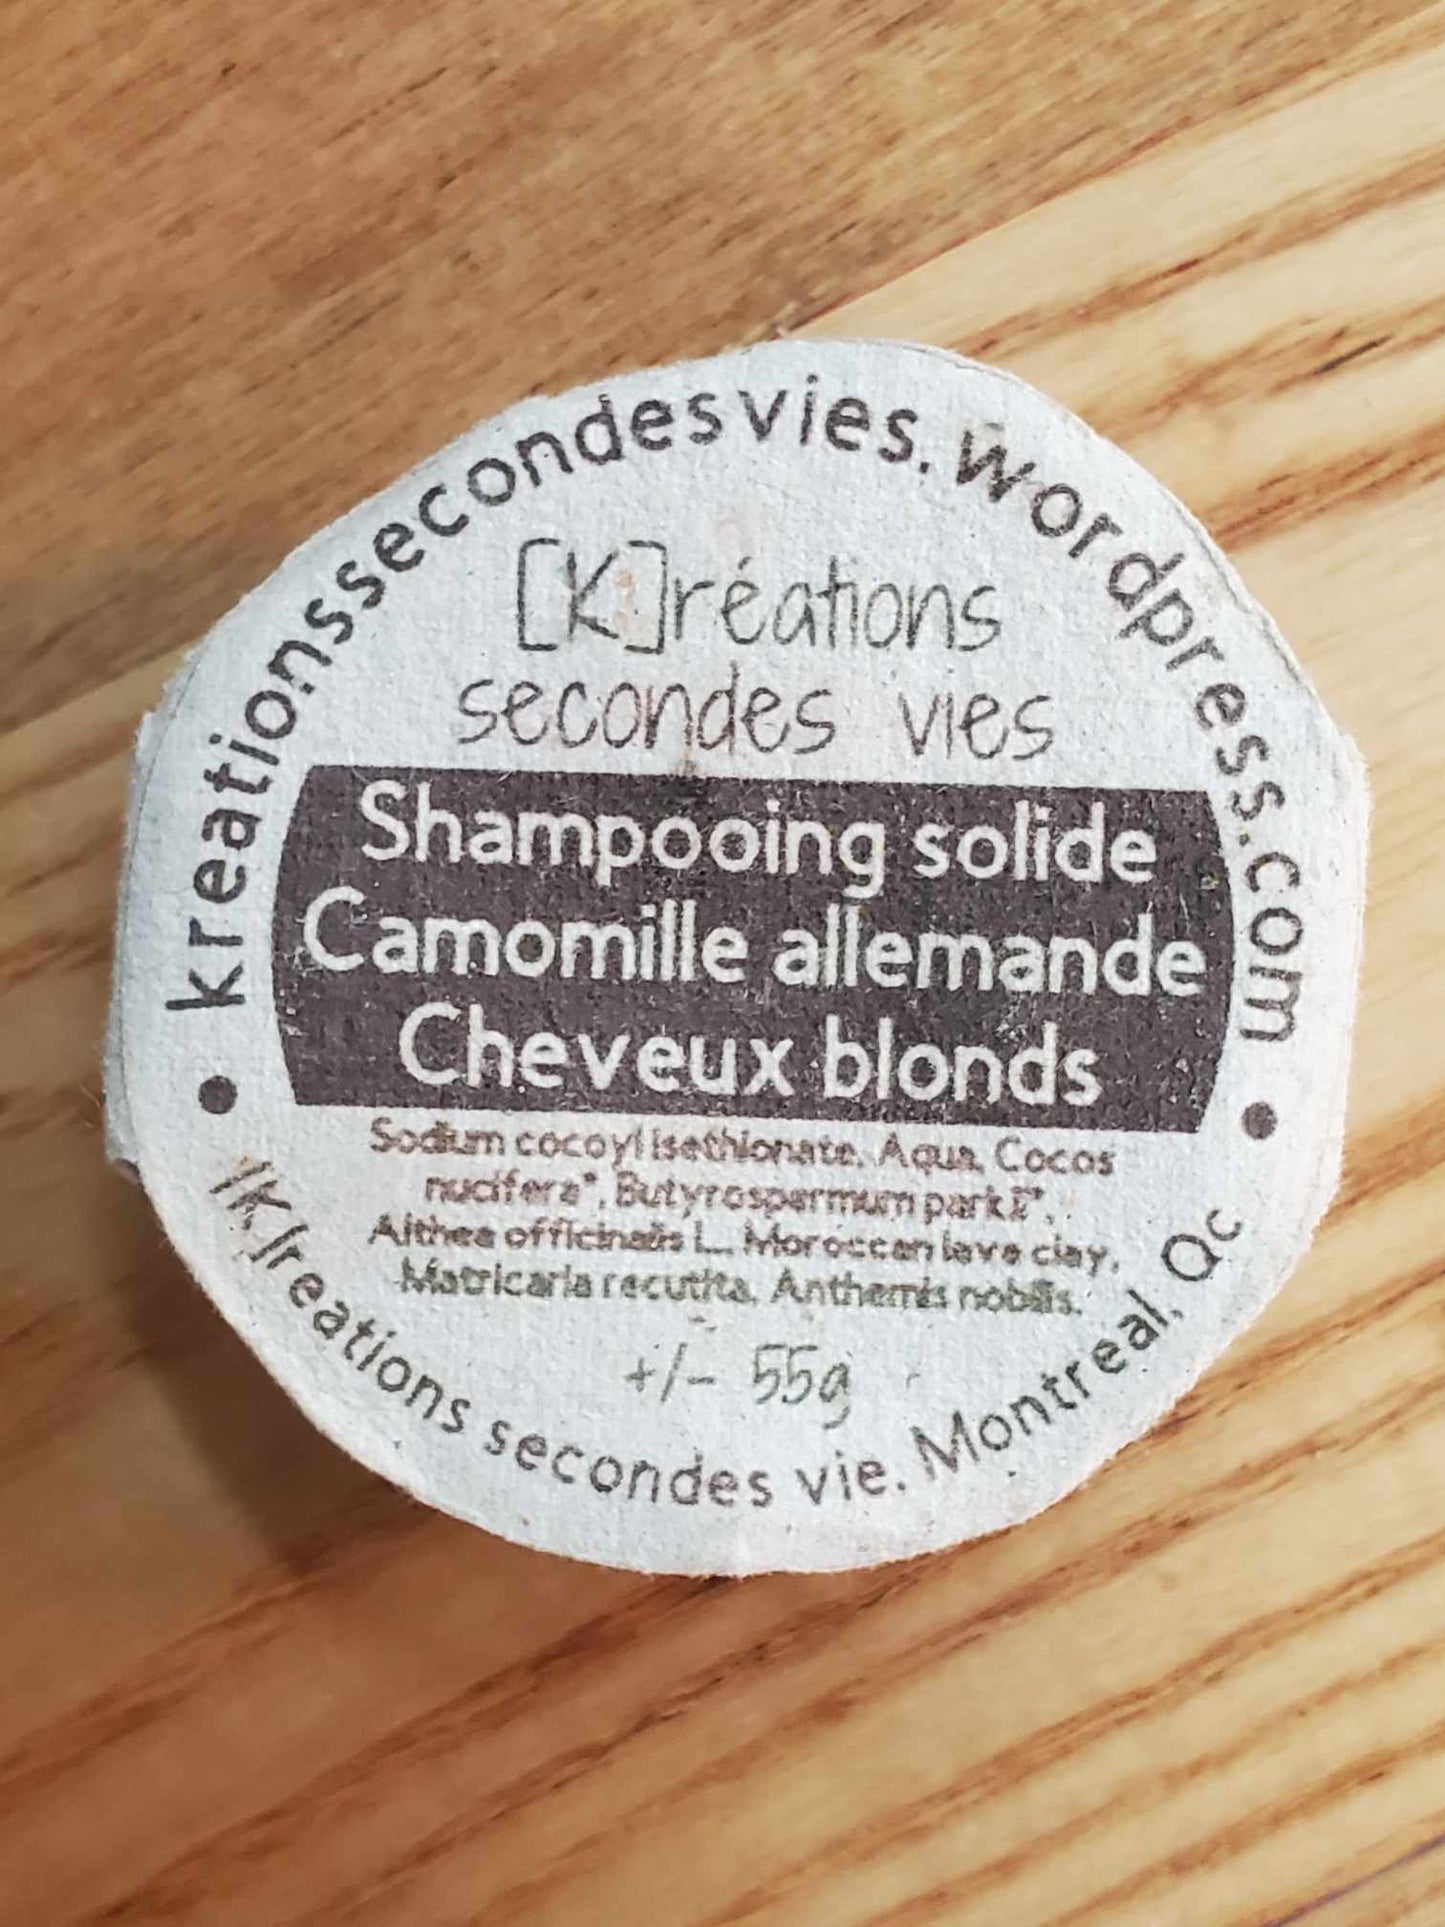 kreationssecondesvies.wordpress.com
[K]réations
secondes vies
Shampooing solide
Camomille allemande
Cheveux blonds
Sodium cocoyl isethionate, Aqua, Cocos
nucifera*, Butyrospermum parkii*,
Althea officinalis L., Moroccan lava clay,
Matricaria recutita, Anthemis nobilis.
+/- 55g
[K]reations secondes vie. Montreal, Qc